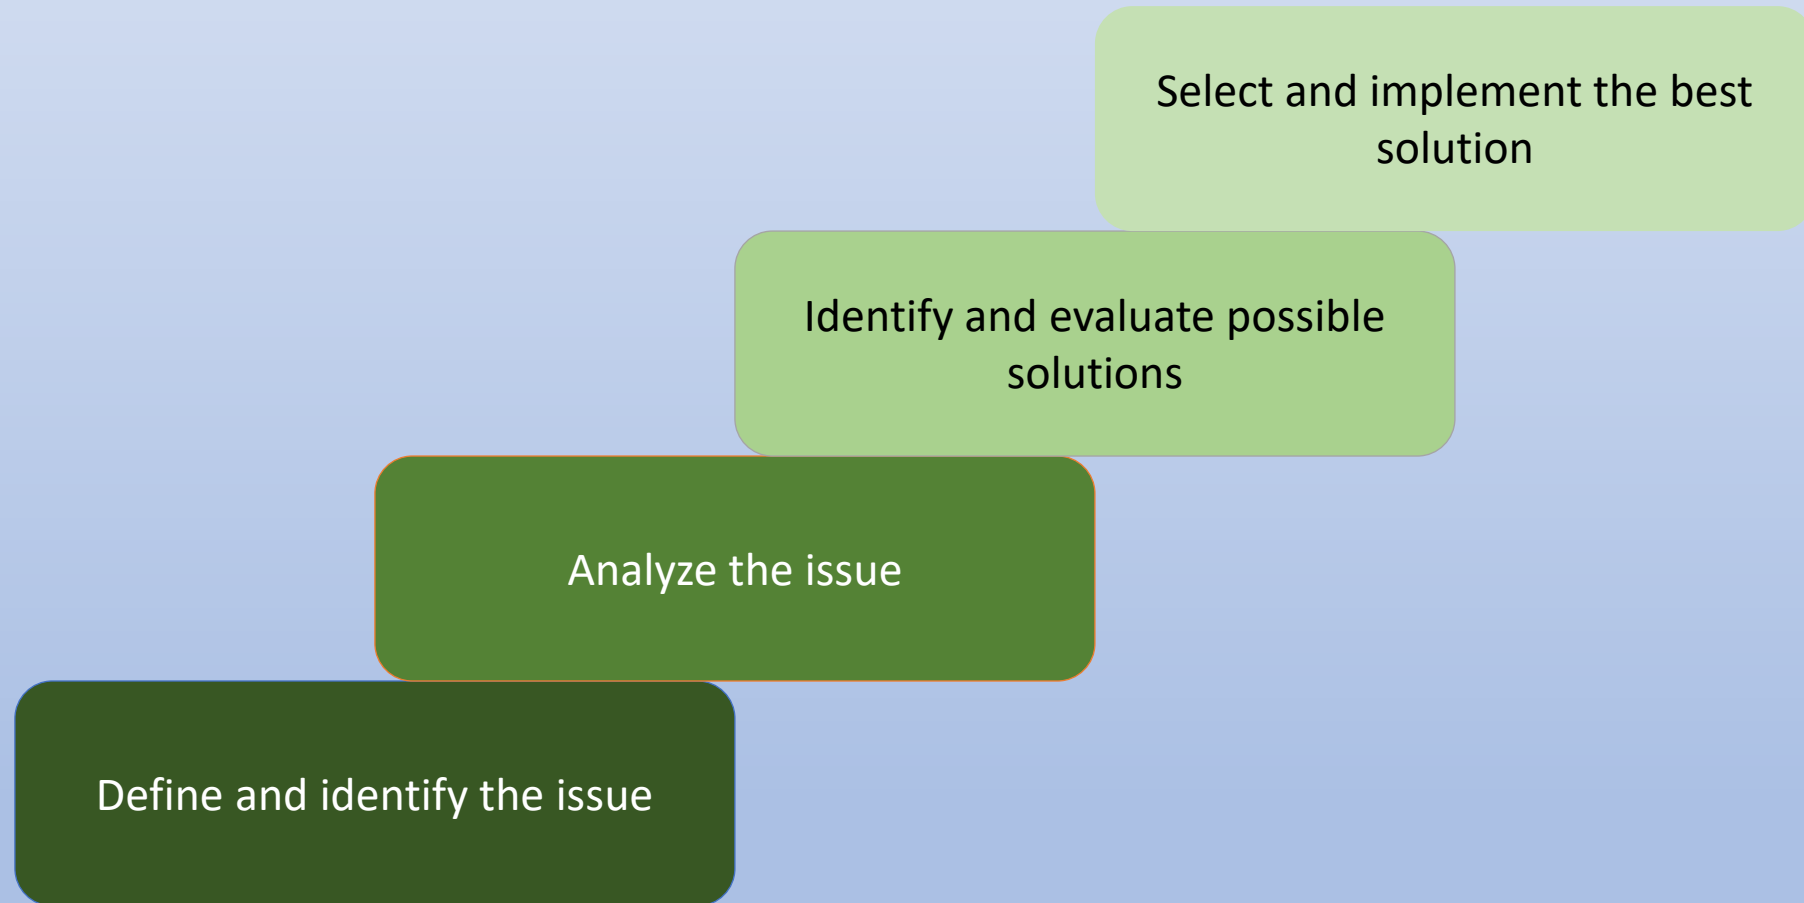 Select and implement the best
solution
Identify and evaluate possible
solutions
Analyze the issue
Define and identify the issue